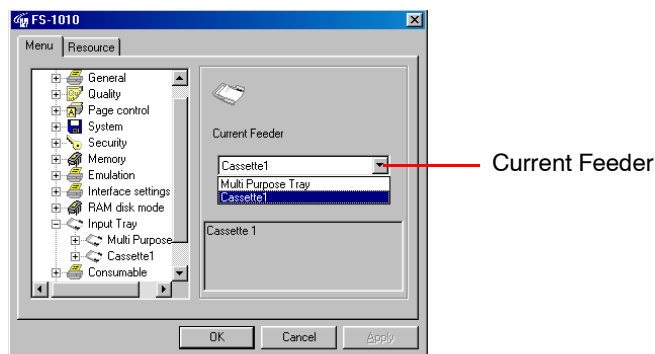 FS-1010
Menu
Resource
General
Quality
Page control
System
Security
Memory
Emulation
Interface settings
RAM disk mode
Input Tray
Multi Purpose
Cassette1
Consumable
Current Feeder
Cassette1
Multi Purpose Tray
Cassette1
Cassette 1
Current Feeder
OK
Cancel
Apply